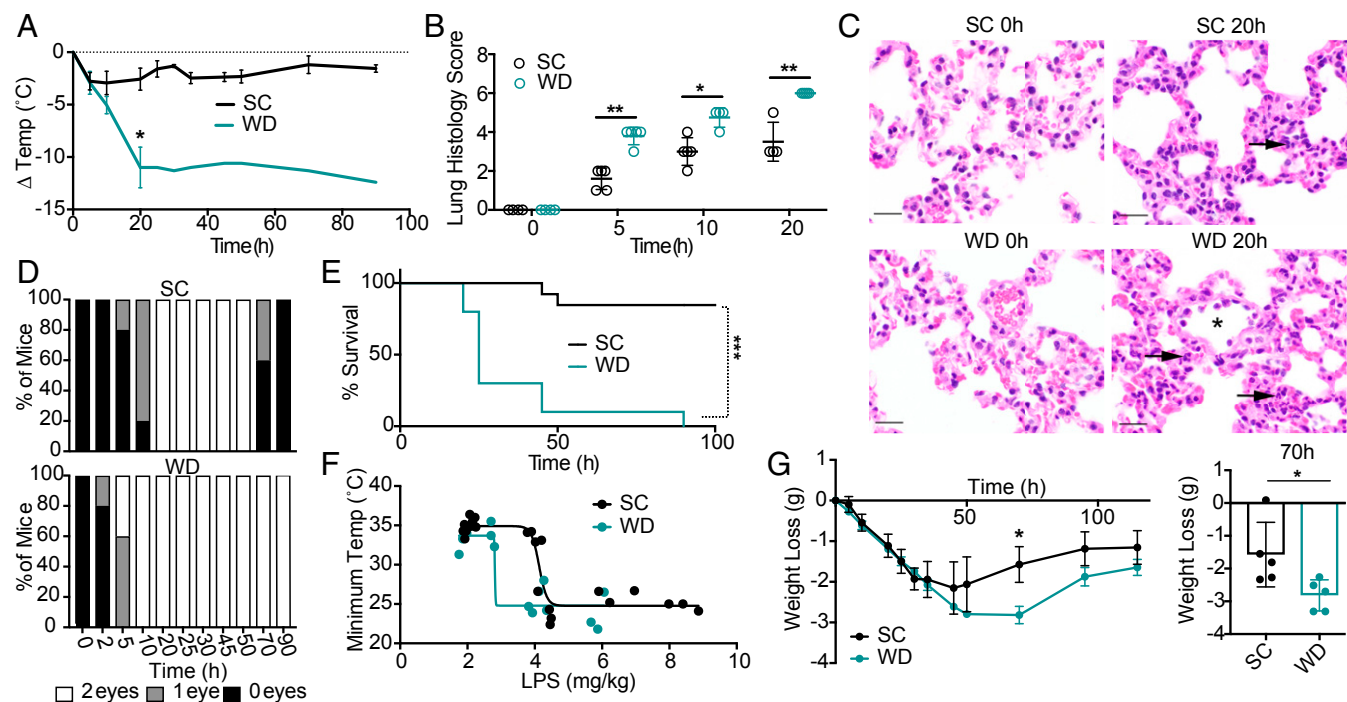 A
Δ Temp (°C)
0
-5
-10
-15
SC
WD
*
0 20 40 60 80 100
Time(h)
B
Lung Histology Score
8
6
4
2
0
SC
WD
** * **
0 5 10 20
Time(h)
C
SC 0h SC 20h
WD 0h WD 20h
*
D
SC
% of Mice
100
80
60
40
20
0
WD
%of Mice
100
80
60
40
20
0
0 2 5 10 20 25 30 45 50 70 90
Time (h)
2 eyes 1 eye 0 eyes
E
% Survival
100
50
0
SC
WD
***
0 50 100
Time (h)
F
Minimum Temp (°C)
40
35
30
25
20
SC
WD
0 2 4 6 8 10
LPS (mg/kg)
G
Weight Loss (g)
1
0
-1
-2
-3
-4
Time (h)
50 100
*
SC
WD
70h
*
Weight Loss (g)
1
0
-1
-2
-3
-4
SC WD